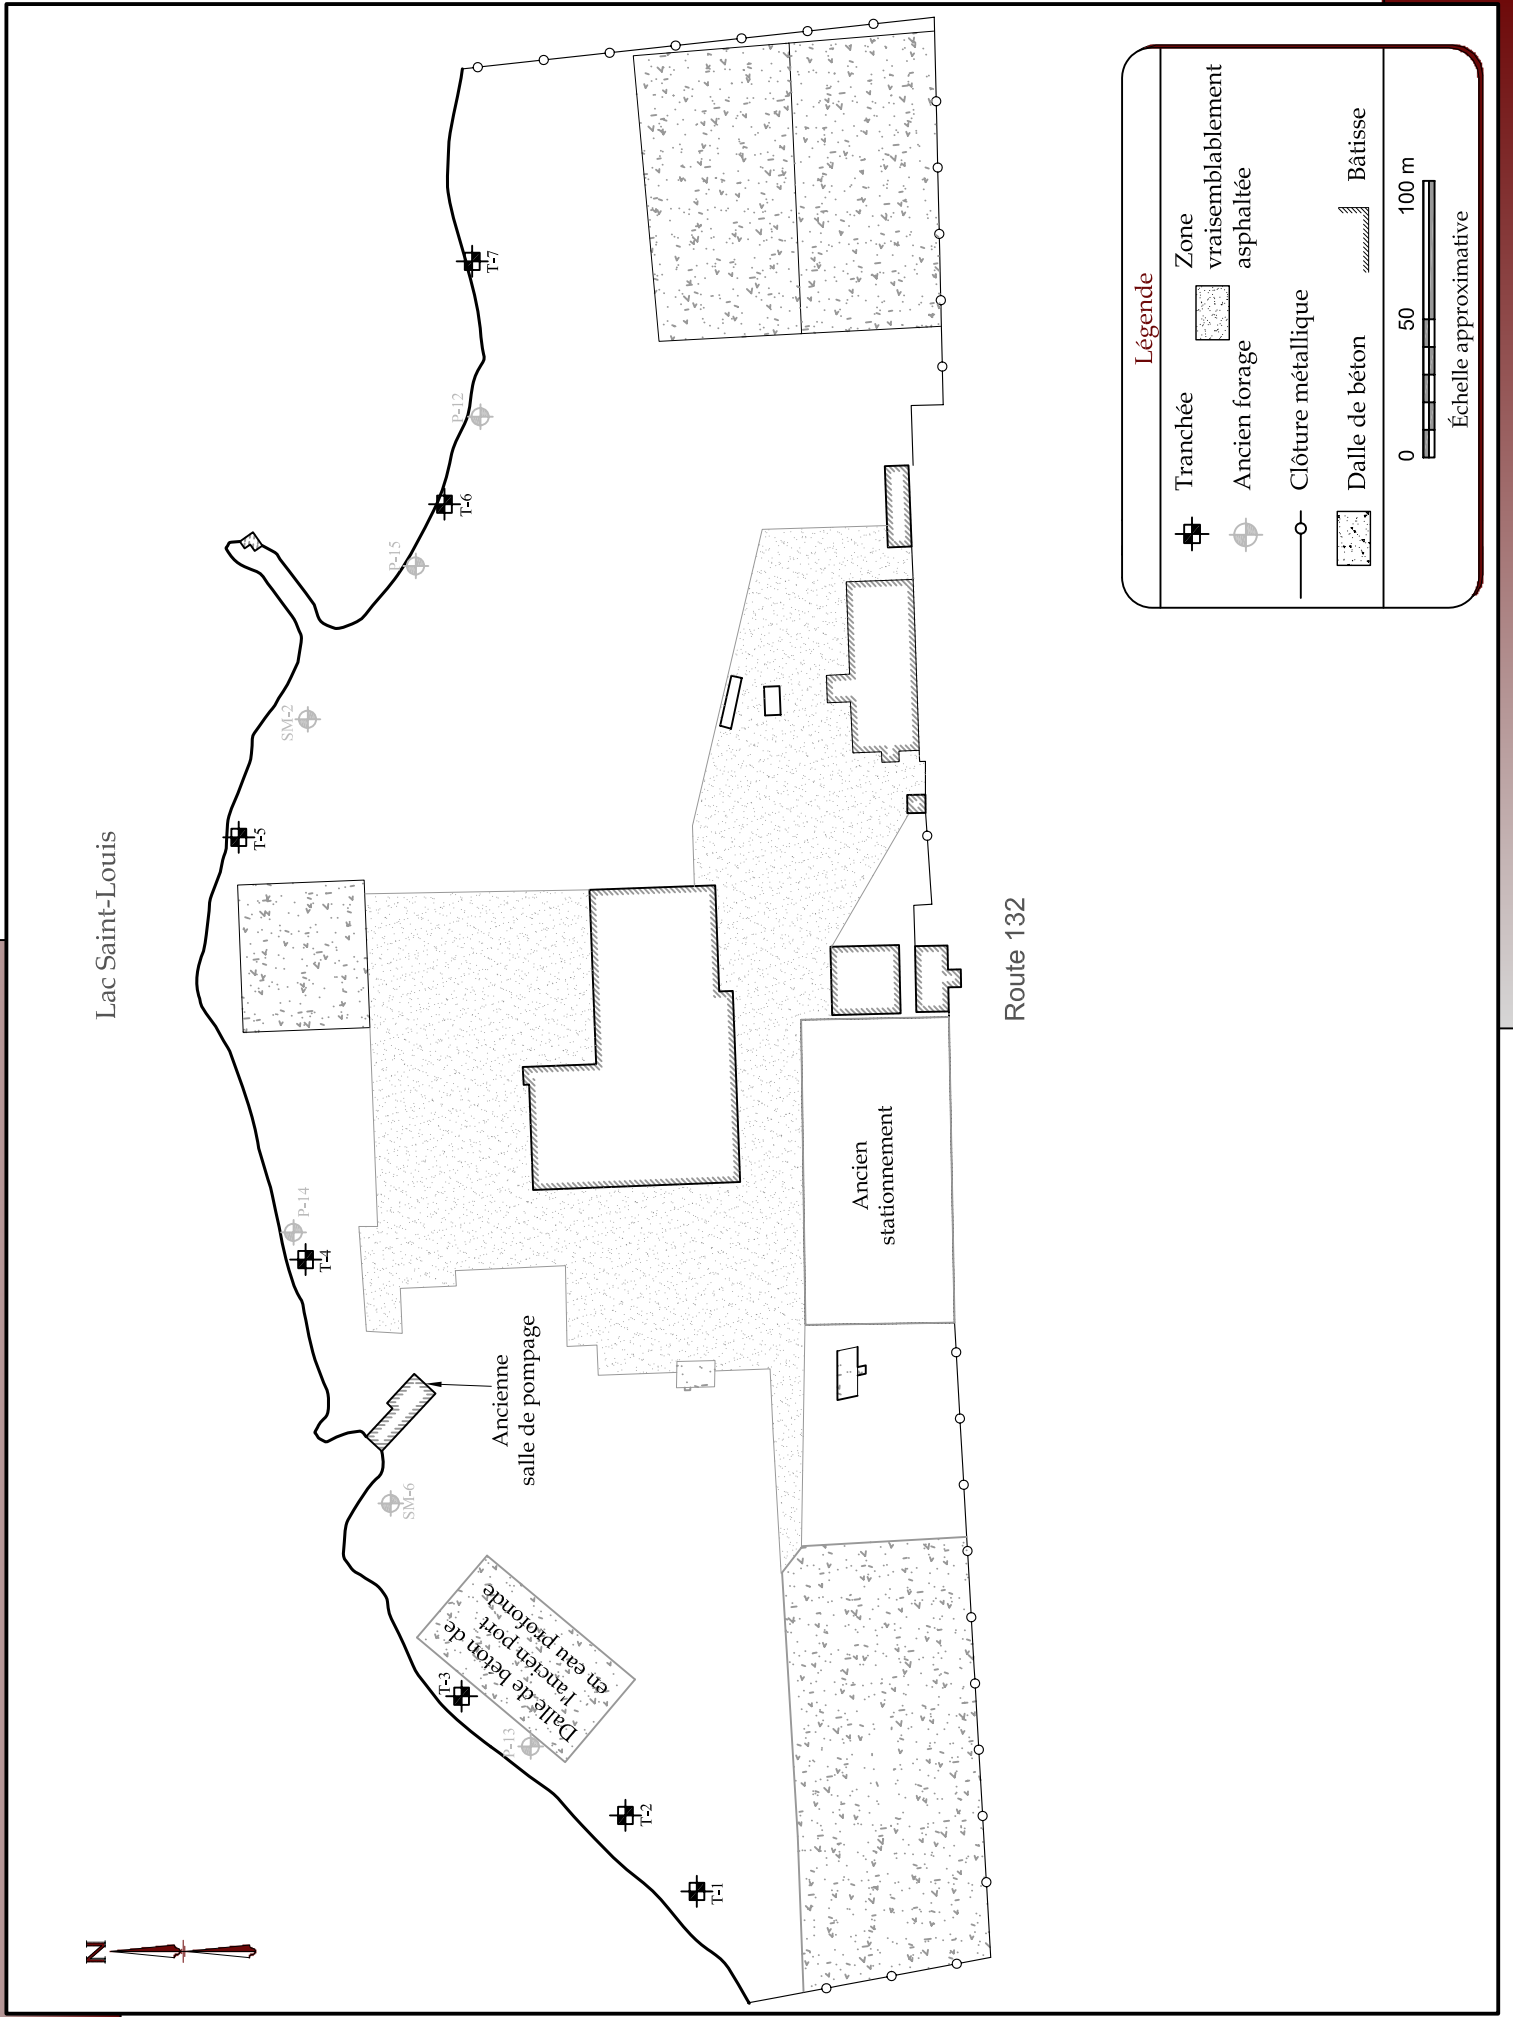 N
Lac Saint-Louis
T-1
T-2
P-13
T-3
Dalle de béton de
l'ancien port
en eau profonde
SM-6
Ancienne
salle de pompage
T-4
P-14
T-5
SM-2
P-15
T-6
P-12
T-7
Ancien
stationnement
Route 132
Légende
Tranchée
Zone
vraisemblablement
asphaltée
Ancien forage
Clôture métallique
Dalle de béton
Bâtisse
0 50 100 m
Échelle approximative